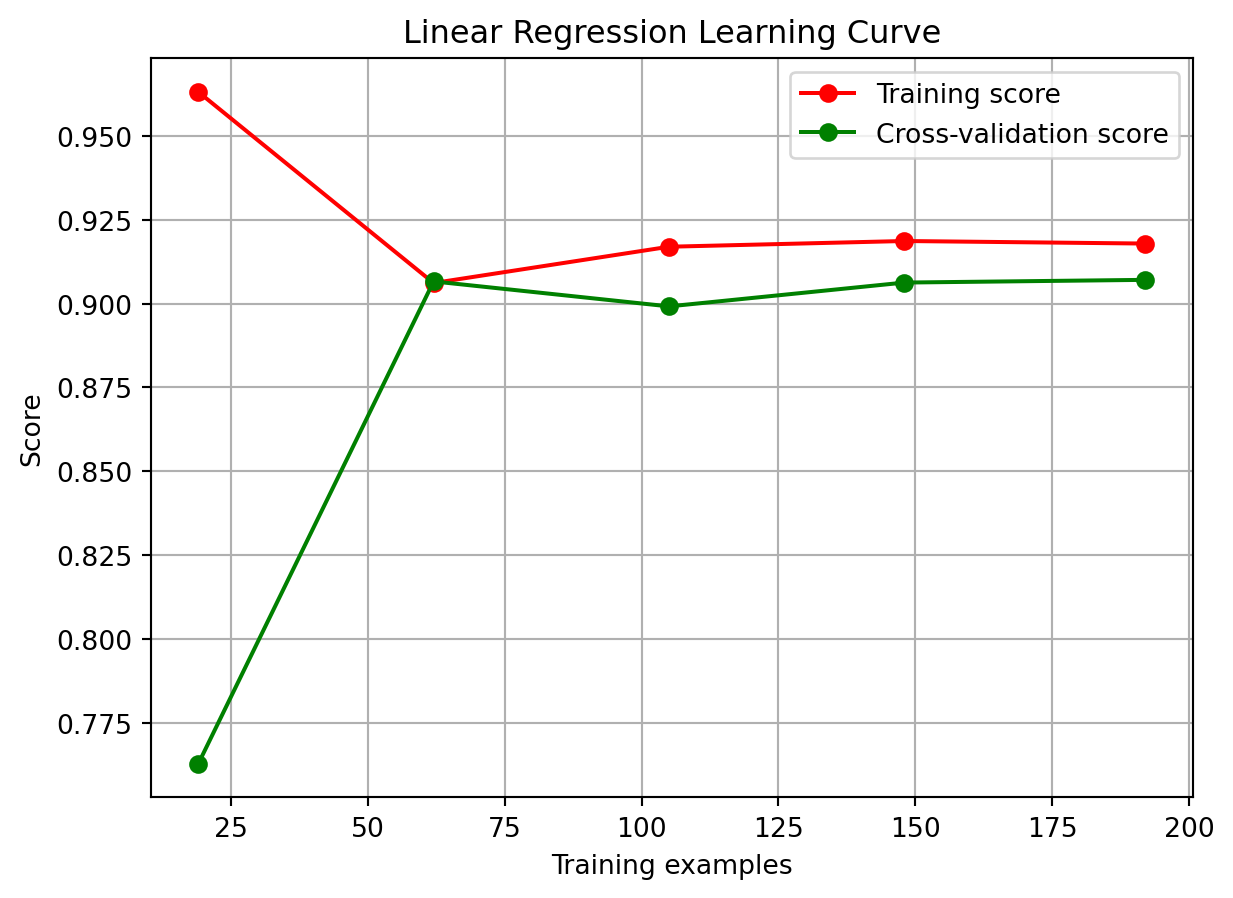 Linear Regression Learning Curve
Training score
Cross-validation score
0.950
0.925
0.900
0.875
0.850
0.825
0.800
0.775
Score
25 50 75 100 125 150 175 200
Training examples